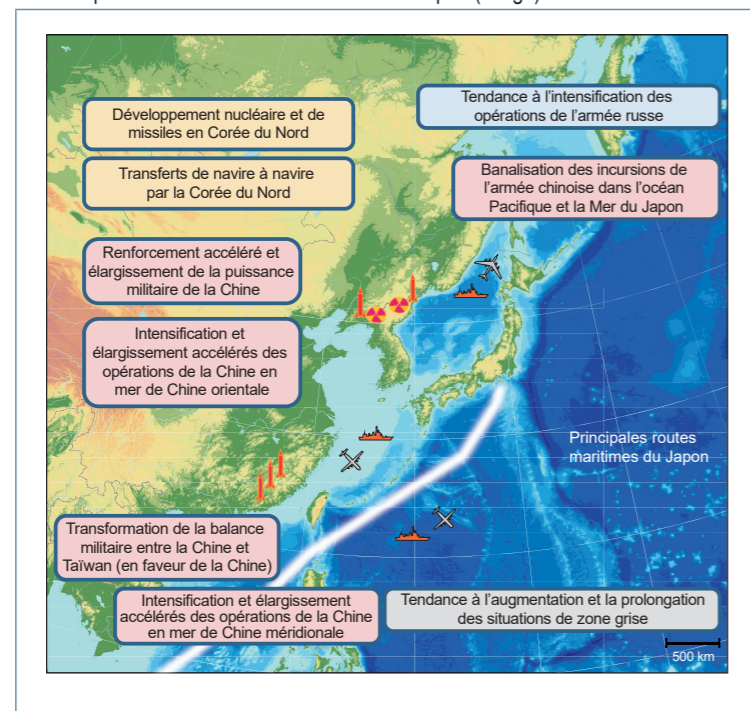 Développement nucléaire et de
missiles en Corée du Nord
Transferts de navire à navire
par la Corée du Nord
Renforcement accéléré et
élargissement de la puissance
militaire de la Chine
Intensification et
élargissement accélérés des
opérations de la Chine en
mer de Chine orientale
Transformation de la balance
militaire entre la Chine et
Taïwan (en faveur de la Chine)
Intensification et élargissement
accélérés des opérations de la Chine
en mer de Chine méridionale
Tendance à l'intensification des
opérations de l'armée russe
Banalisation des incursions de
l'armée chinoise dans l'océan
Pacifique et la Mer du Japon
Principales routes
maritimes du Japon
Tendance à l'augmentation et la prolongation
des situations de zone grise
500 km